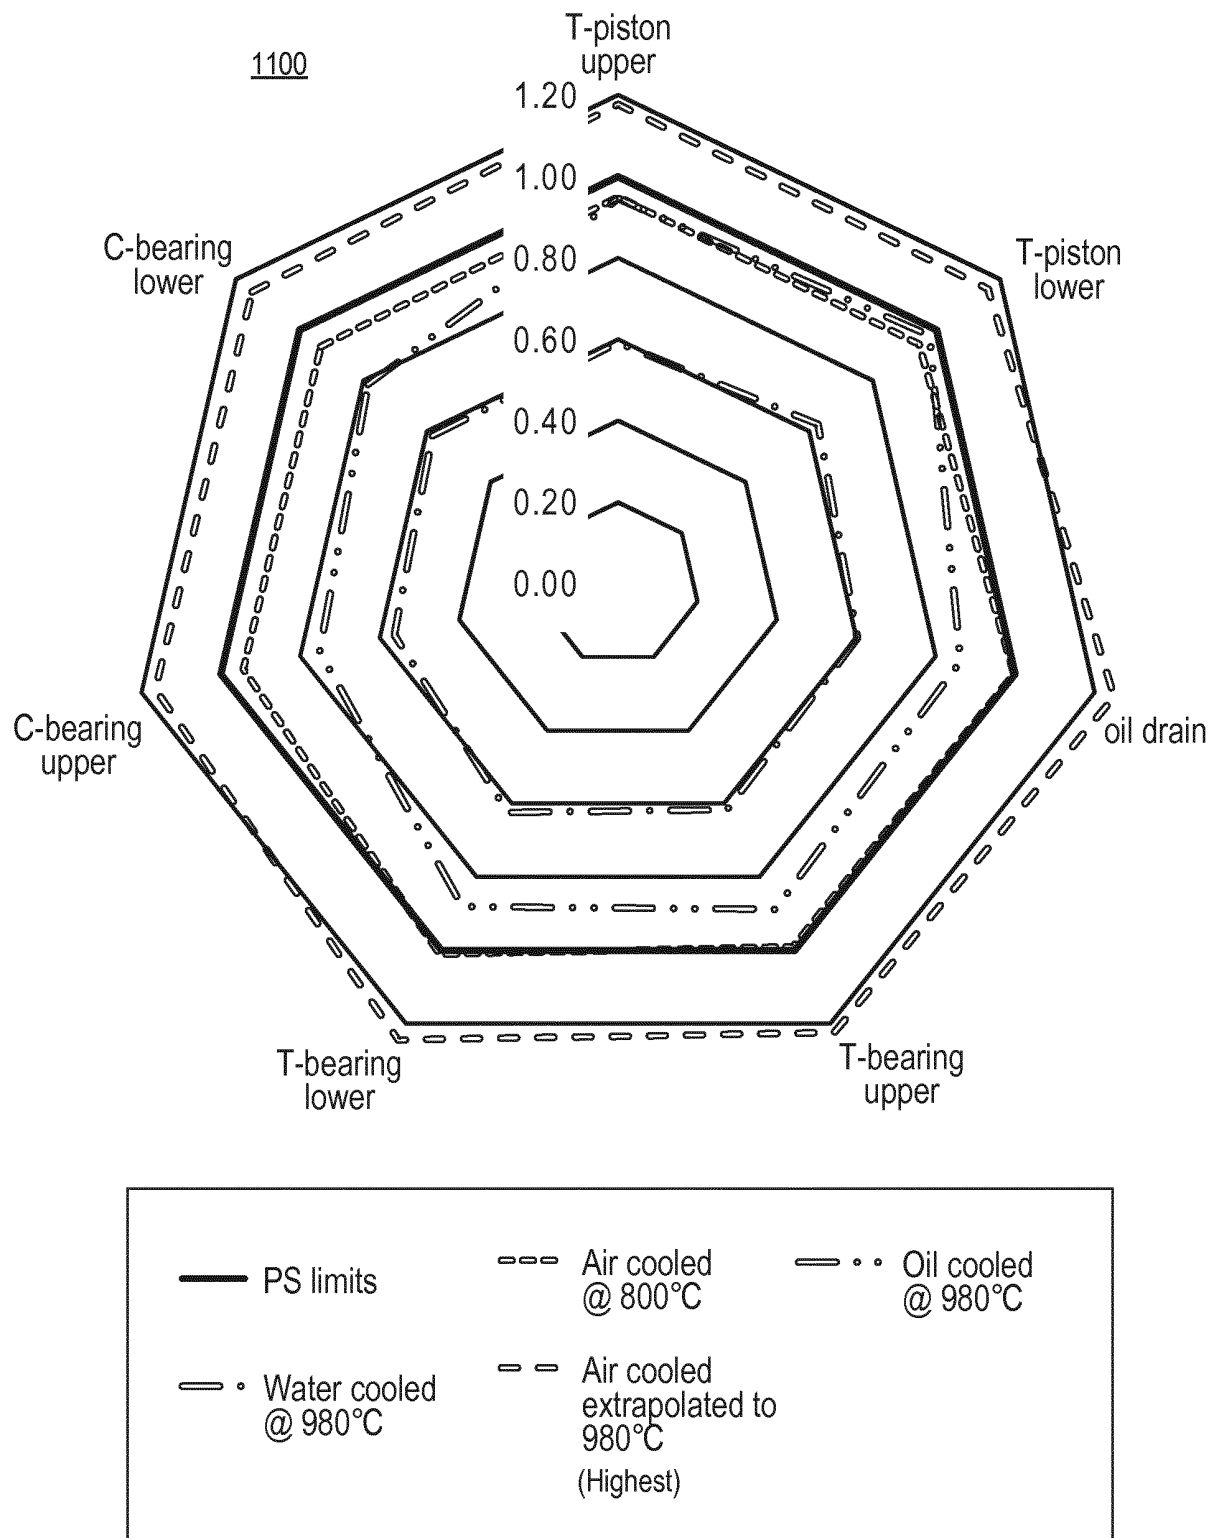 1100
T-piston
upper
1.20
1.00
C-bearing
lower
0.80
T-piston
lower
0.60
0.40
0.20
0.00
C-bearing
upper
oil drain
T-bearing
lower
T-bearing
upper
PS limits
Air cooled
@ 800°C
Oil cooled
@ 980°C
Water cooled
@ 980°C
Air cooled
extrapolated to
980°C
(Highest)